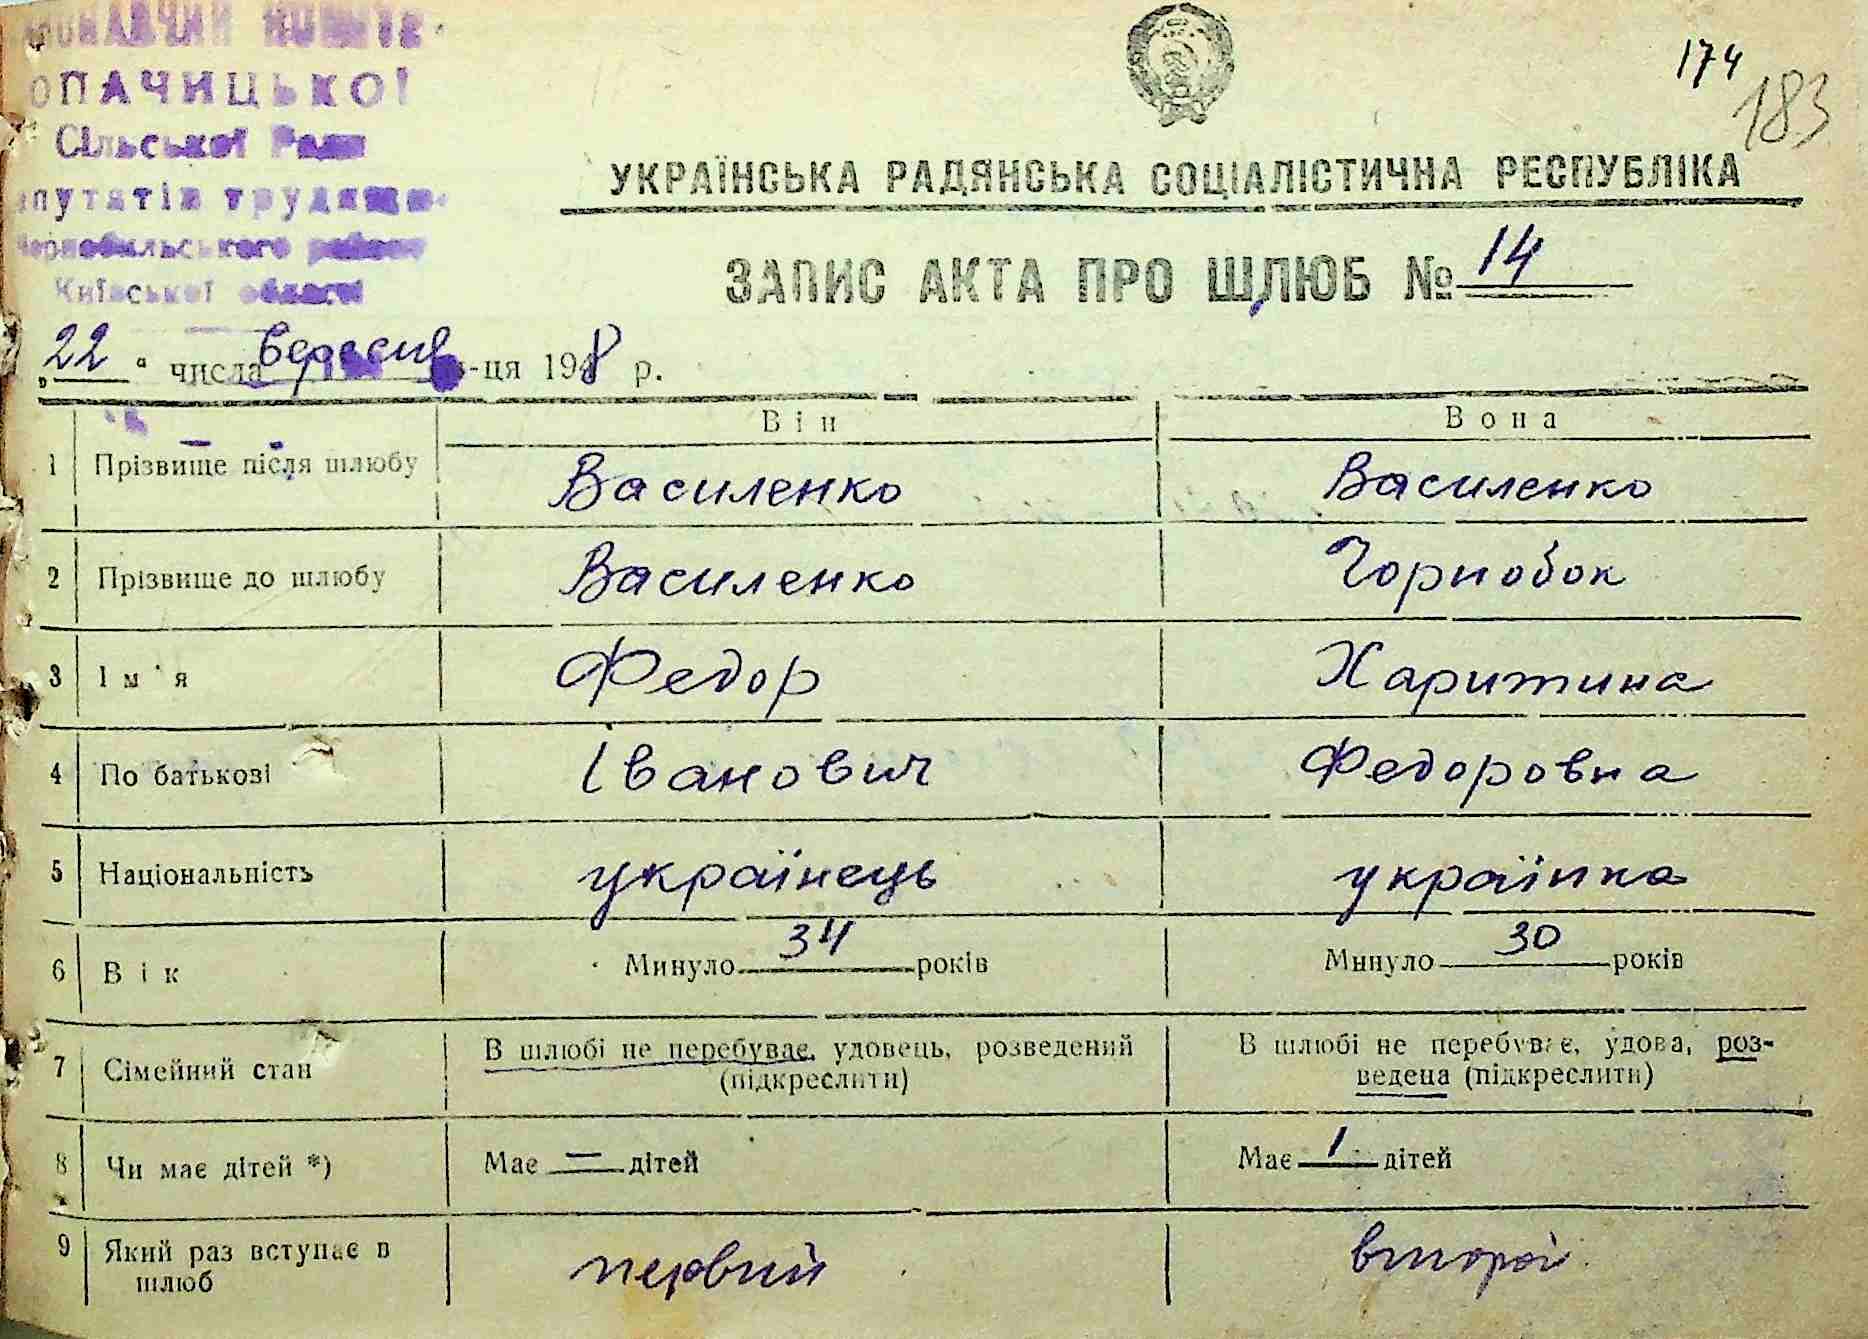 174
183
ОПАЧИЦЬКОЇ
Сільської Ради
Київської області
УКРАЇНСЬКА РАДЯНСЬКА СОЦІАЛІСТИЧНА РЕСПУБЛІКА
ЗАПИС АКТА ПРО ШЛЮБ № 14
„22“ числа вересня м-ця 1948 р.
Він Вона
1 Прізвище після шлюбу Василенко Василенко
2 Прізвище до шлюбу Василенко Чорнобок
3 Ім'я Федор Харитина
4 По батькові Іванович Федоровна
5 Національність українець українка
6 Вік Минуло 34 років Минуло 30 років
7 Сімейний стан В шлюбі не перебуває, удовець, розведений (підкреслити) В шлюбі не перебуває, удова, роз-
ведена (підкреслити)
8 Чи має дітей *) Має — дітей Має 1 дітей
9 Який раз вступає в первий второй
шлюб